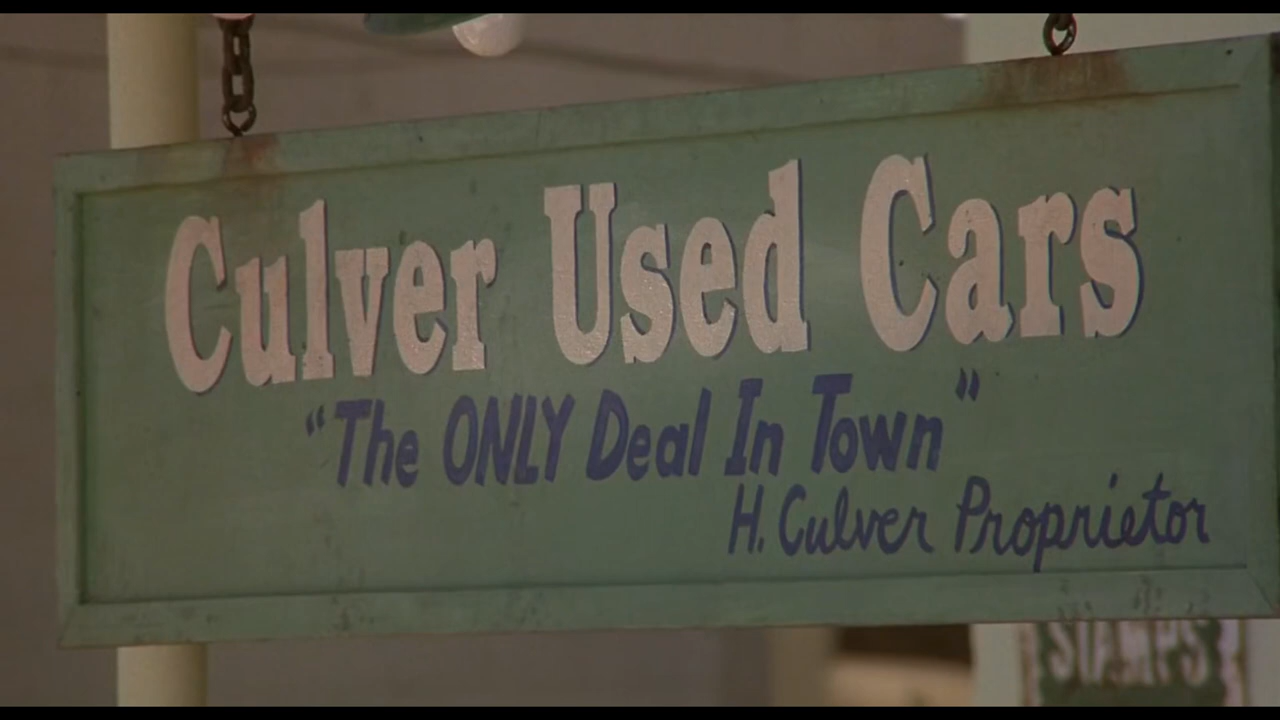 Culver Used Cars
"The ONLY Deal In Town"
H. Culver Proprietor
STAMPS